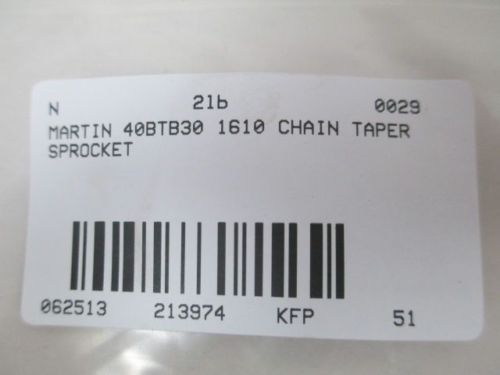 N 21b 0029
MARTIN 40BTB30 1610 CHAIN TAPER
SPROCKET
062513 213974 KFP 51